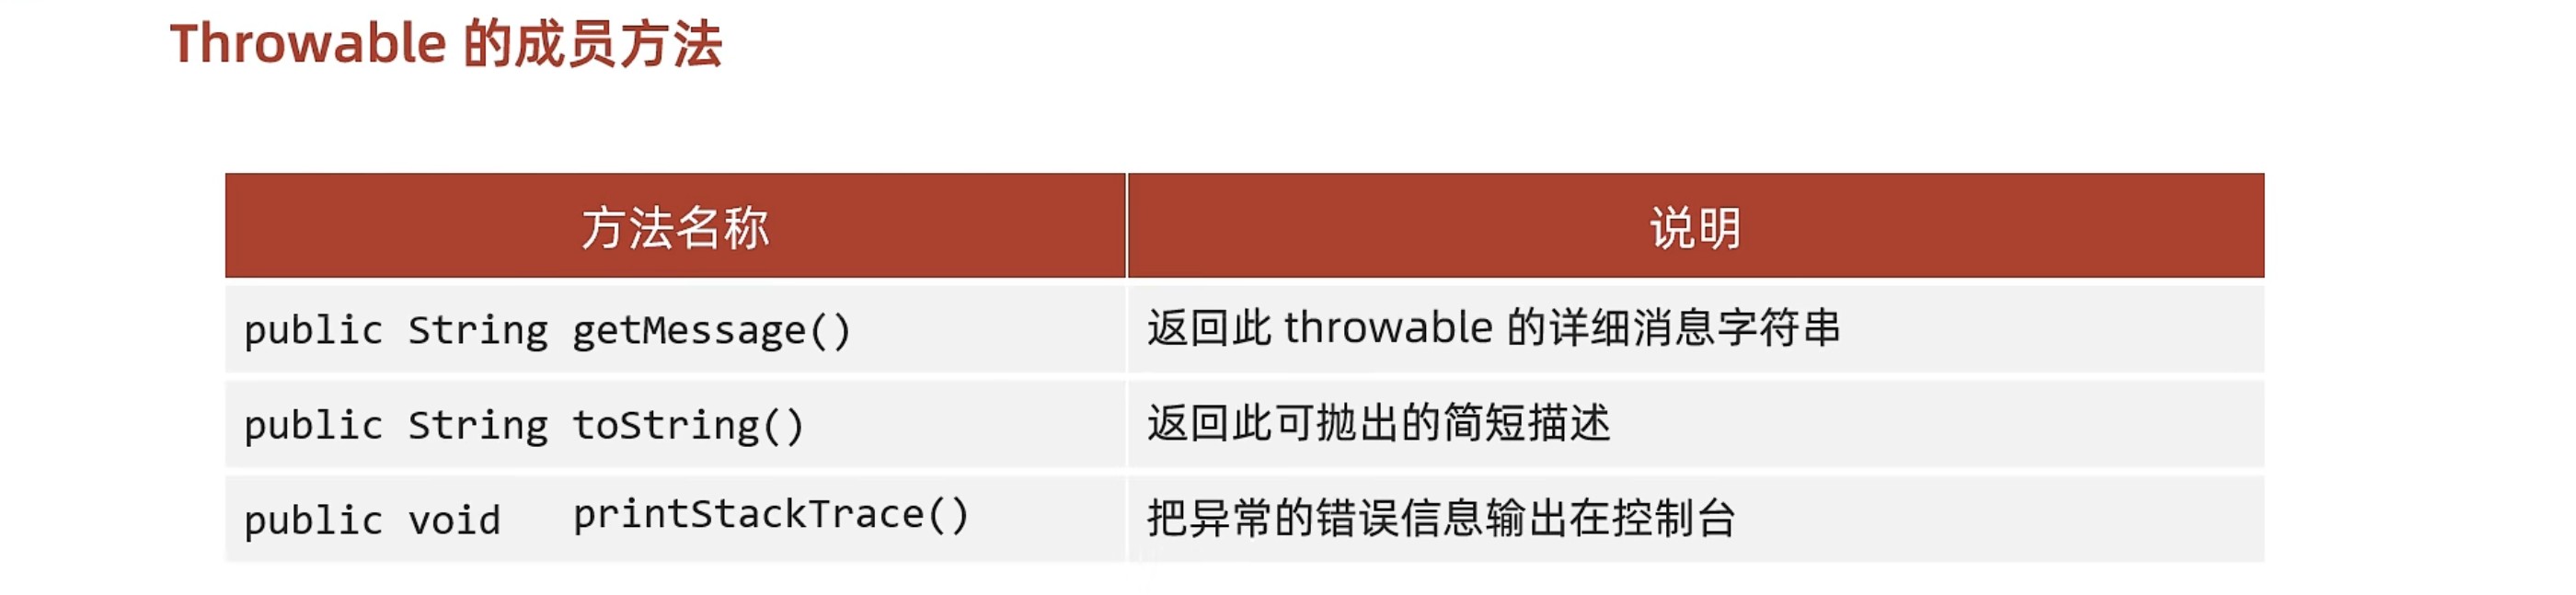 Throwable 的成员方法
方法名称 说明
public String getMessage() 返回此 throwable 的详细消息字符串
public String toString() 返回此可抛出的简短描述
public void printStackTrace() 把异常的错误信息输出在控制台